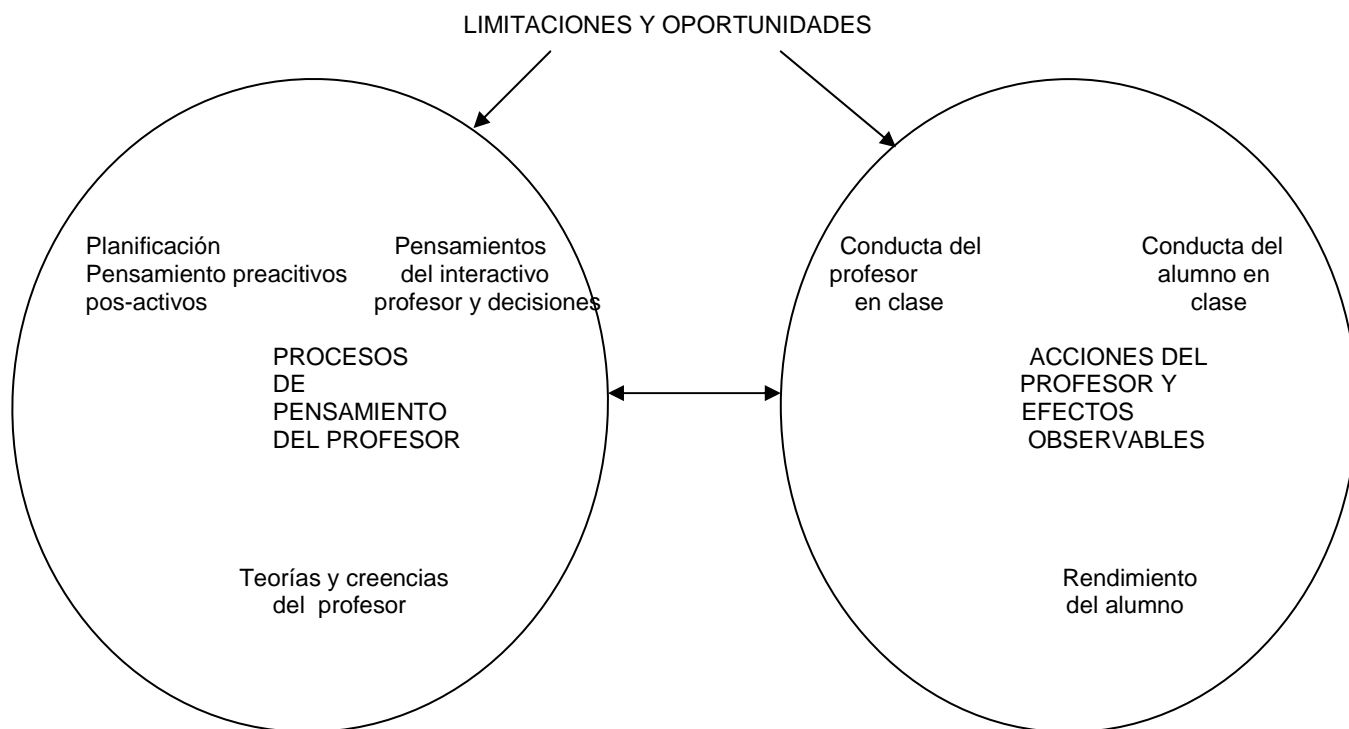 LIMITACIONES Y OPORTUNIDADES
Planificación
Pensamiento preacitivos
pos-activos
Pensamientos
del interactivo
profesor y decisiones
PROCESOS
DE
PENSAMIENTO
DEL PROFESOR
Teorías y creencias
del profesor
Conducta del
profesor
en clase
Conducta del
alumno en
clase
ACCIONES DEL
PROFESOR Y
EFECTOS
OBSERVABLES
Rendimiento
del alumno